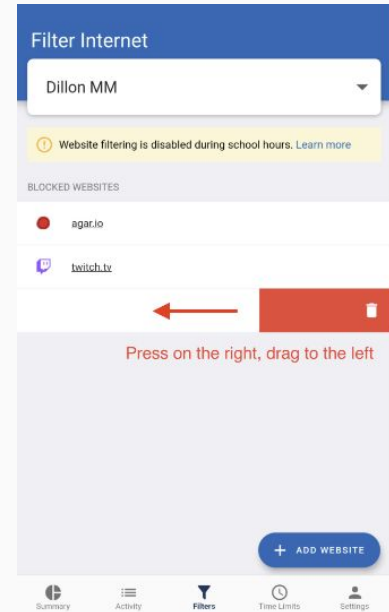 Filter Internet
Dillon MM
Website filtering is disabled during school hours. Learn more
BLOCKED WEBSITES
agar.io
twitch.tv
Press on the right, drag to the left
+ ADD WEBSITE
Summary Activity Filters Time Limits Settings